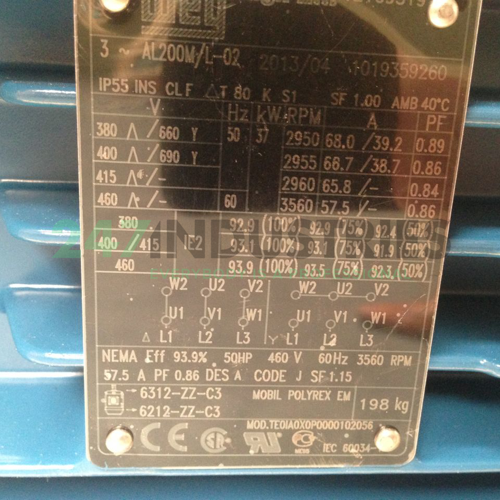 WEG
3 ~ AL200M/L-02 2013/04 1019359260
IP55 INS CL F Δ T 80 K S1 SF 1.00 AMB 40°C
V Hz kW RPM A PF
380 Δ / 660 Y 50 37 2950 68.0 / 39.2 0.89
400 Δ / 690 Y 2955 66.7 / 38.7 0.86
415 Δ / - 2960 65.8 / - 0.84
460 Δ / - 60 3560 57.5 / - 0.86
380 92.9 (100%) 92.9 (75%) 92.4 (50%)
400 415 IE2 93.1 (100%) 93.1 (75%) 91.9 (50%)
460 93.9 (100%) 93.5 (75%) 92.3 (50%)
247 INDUSTRIES
W2 U2 V2 W2 U2 V2
U1 V1 W1 U1 V1 W1
Δ L1 L2 L3 Y L1 L2 L3
NEMA Eff 93.9% 50HP 460 V 60Hz 3560 RPM
57.5 A PF 0.86 DES A CODE J SF 1.15
6312-ZZ-C3 MOBIL POLYREX EM
6212-ZZ-C3 198 kg
MOD.TE0IA0X0P0000102056
CE IEC 60034-